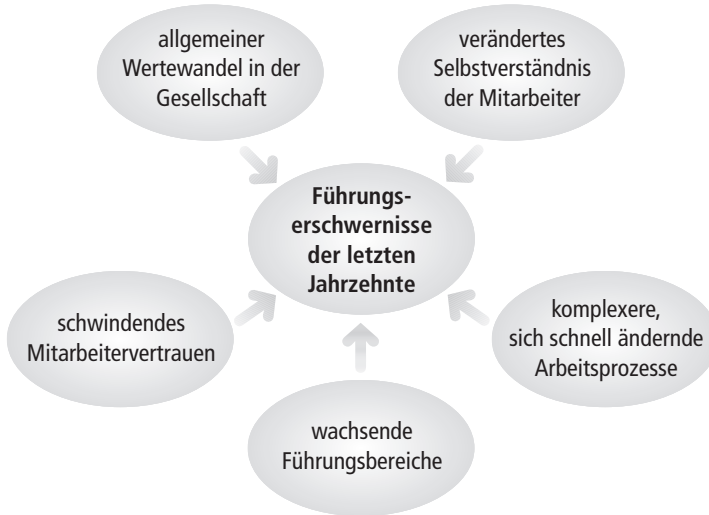 allgemeiner
Wertewandel in der
Gesellschaft
verändertes
Selbstverständnis
der Mitarbeiter
Führungs-
erschwernisse
der letzten
Jahrzehnte
schwindendes
Mitarbeitervertrauen
komplexere,
sich schnell ändernde
Arbeitsprozesse
wachsende
Führungsbereiche